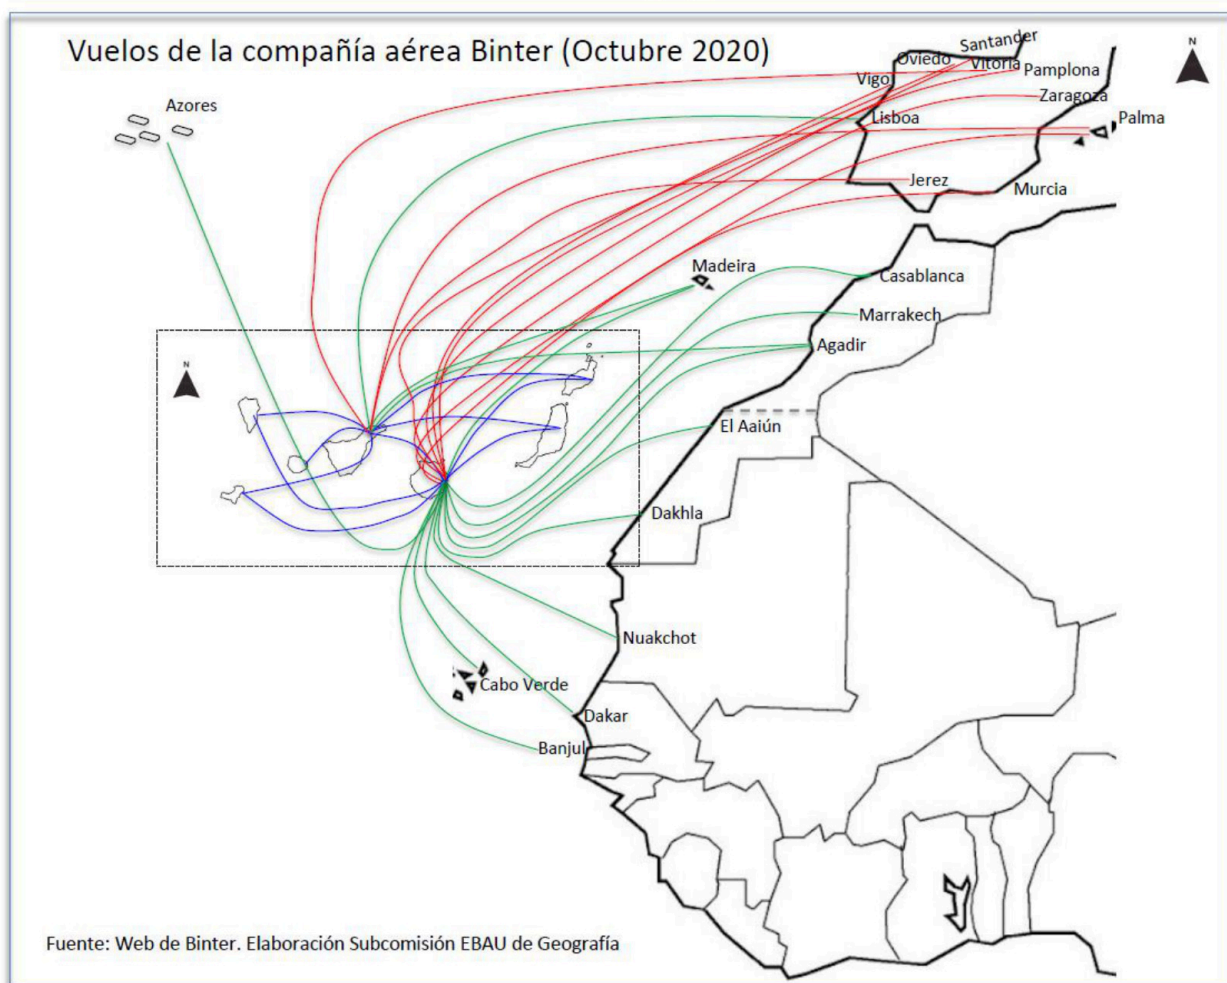 Vuelos de la compañía aérea Binter (Octubre 2020)
N
Santander
Oviedo
Vitoria
Pamplona
Vigo
Zaragoza
Azores
Lisboa
Palma
Jerez
Murcia
Madeira
Casablanca
Marrakech
Agadir
N
El Aaiún
Dakhla
Nuakchot
Cabo Verde
Dakar
Banjul
Fuente: Web de Binter. Elaboración Subcomisión EBAU de Geografía